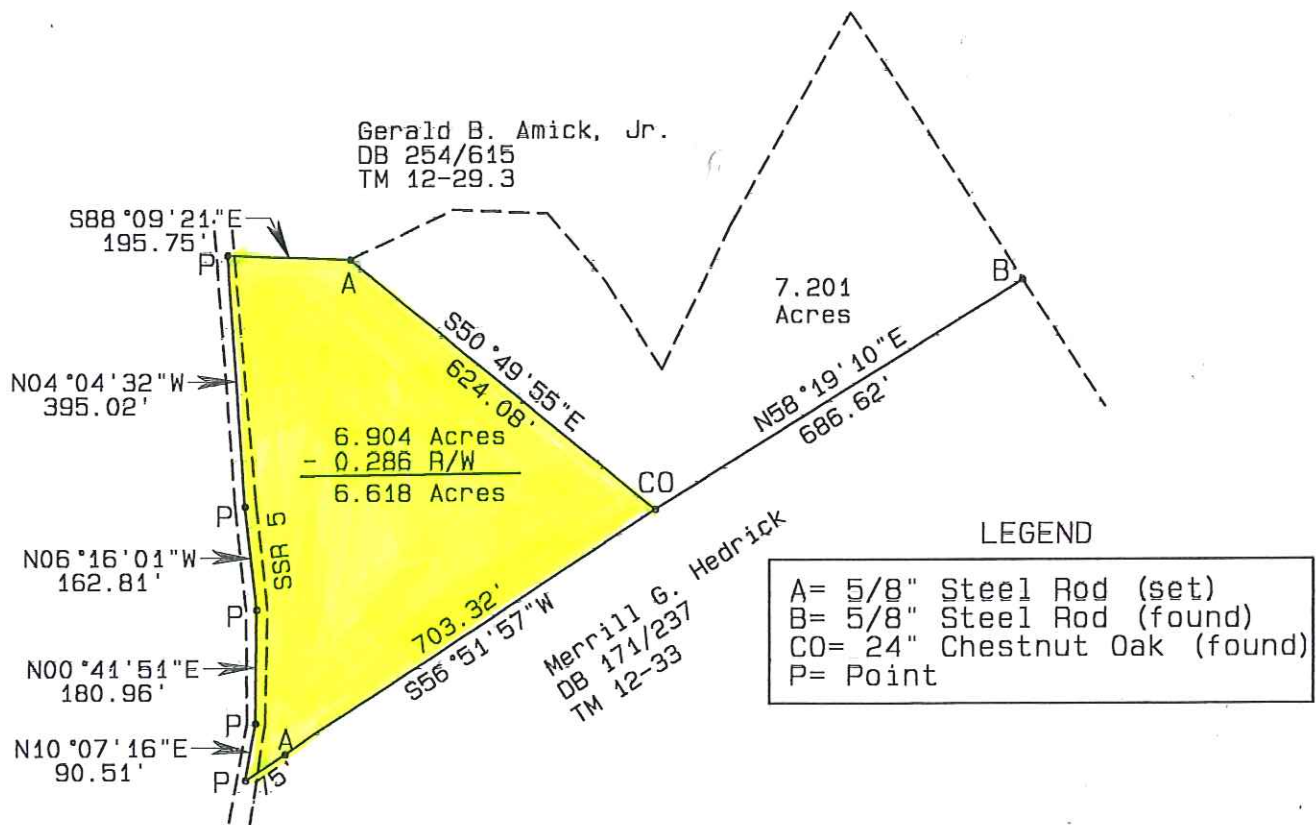 Gerald B. Amick, Jr.
DB 254/615
TM 12-29.3
S88°09'21"E
195.75'
P
A
B
7.201
Acres
S50°49'55"E
624.08'
N58°19'10"E
686.62'
N04°04'32"W
395.02'
6.904 Acres
- 0.286 R/W
6.618 Acres
CO
P
SSR 5
N06°16'01"W
162.81'
P
703.32'
S56°51'57"W
Merrill G. Hedrick
DB 171/237
TM 12-33
N00°41'51"E
180.96'
P
A
N10°07'16"E
90.51'
P
75'
LEGEND
A= 5/8" Steel Rod (set)
B= 5/8" Steel Rod (found)
CO= 24" Chestnut Oak (found)
P= Point